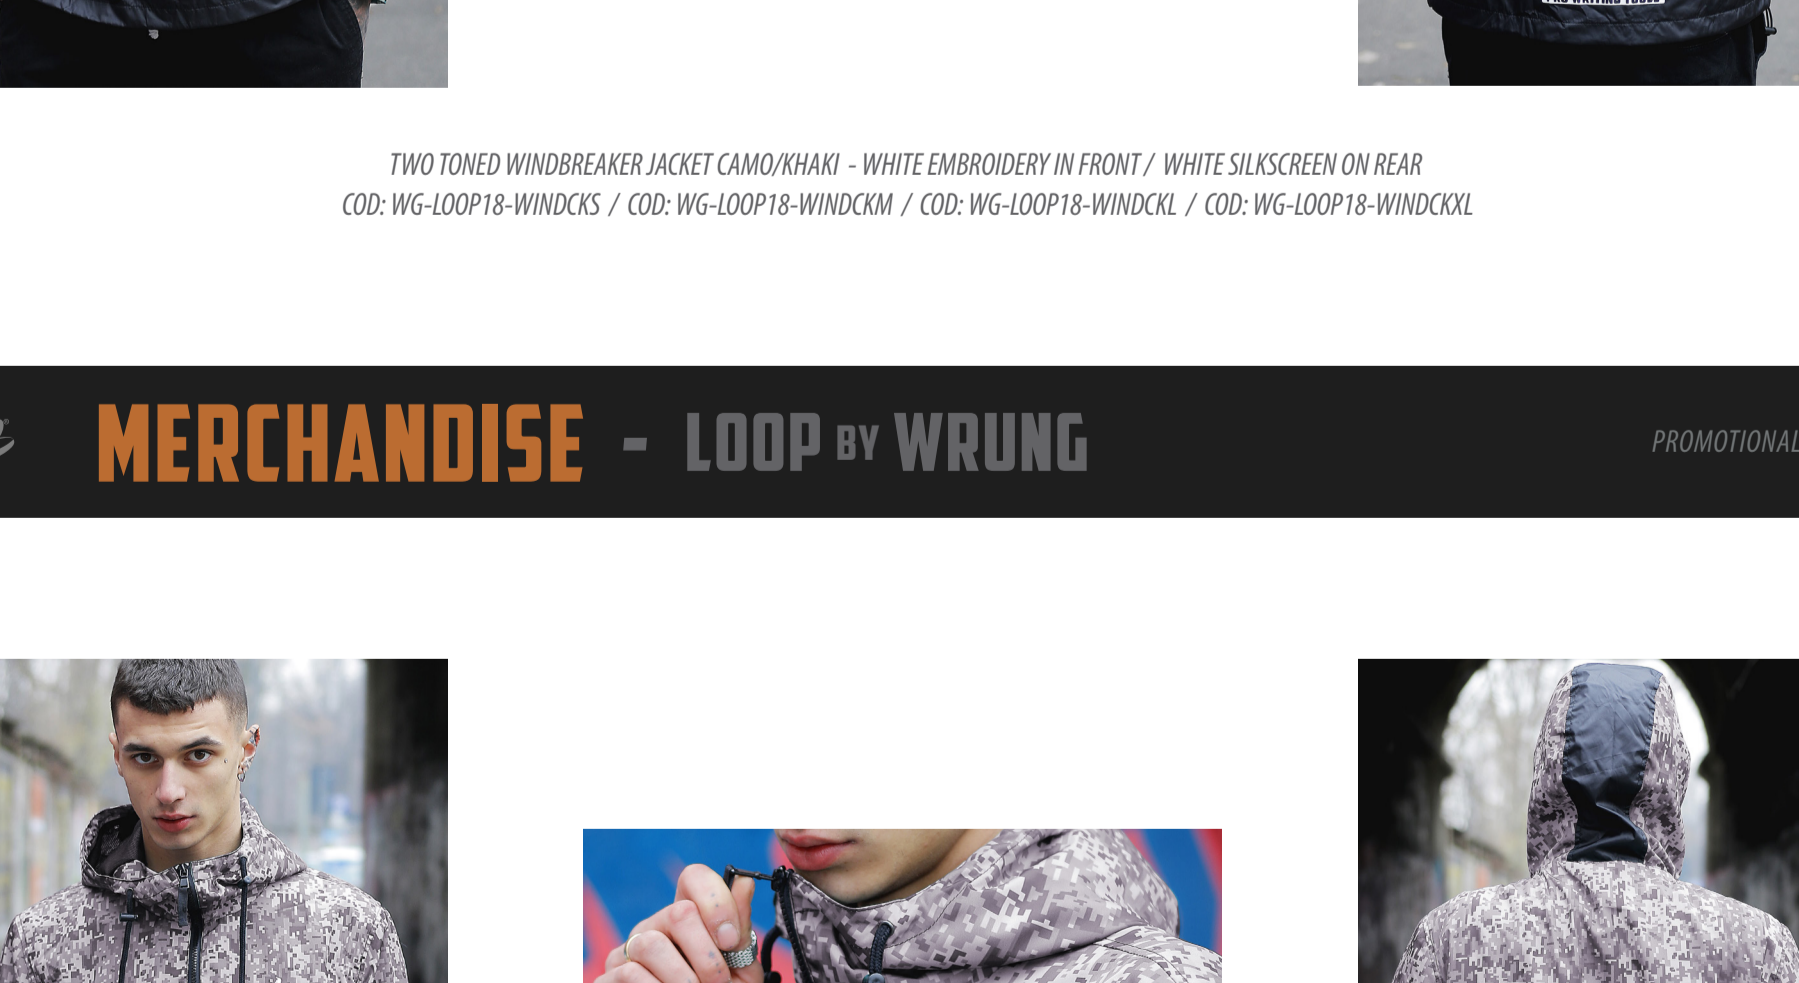 TWO TONED WINDBREAKER JACKET CAMO/KHAKI - WHITE EMBROIDERY IN FRONT / WHITE SILKSCREEN ON REAR
COD: WG-LOOP18-WINDCKS / COD: WG-LOOP18-WINDCKM / COD: WG-LOOP18-WINDCKL / COD: WG-LOOP18-WINDCKXL
MERCHANDISE - LOOP BY WRUNG
PROMOTIONAL